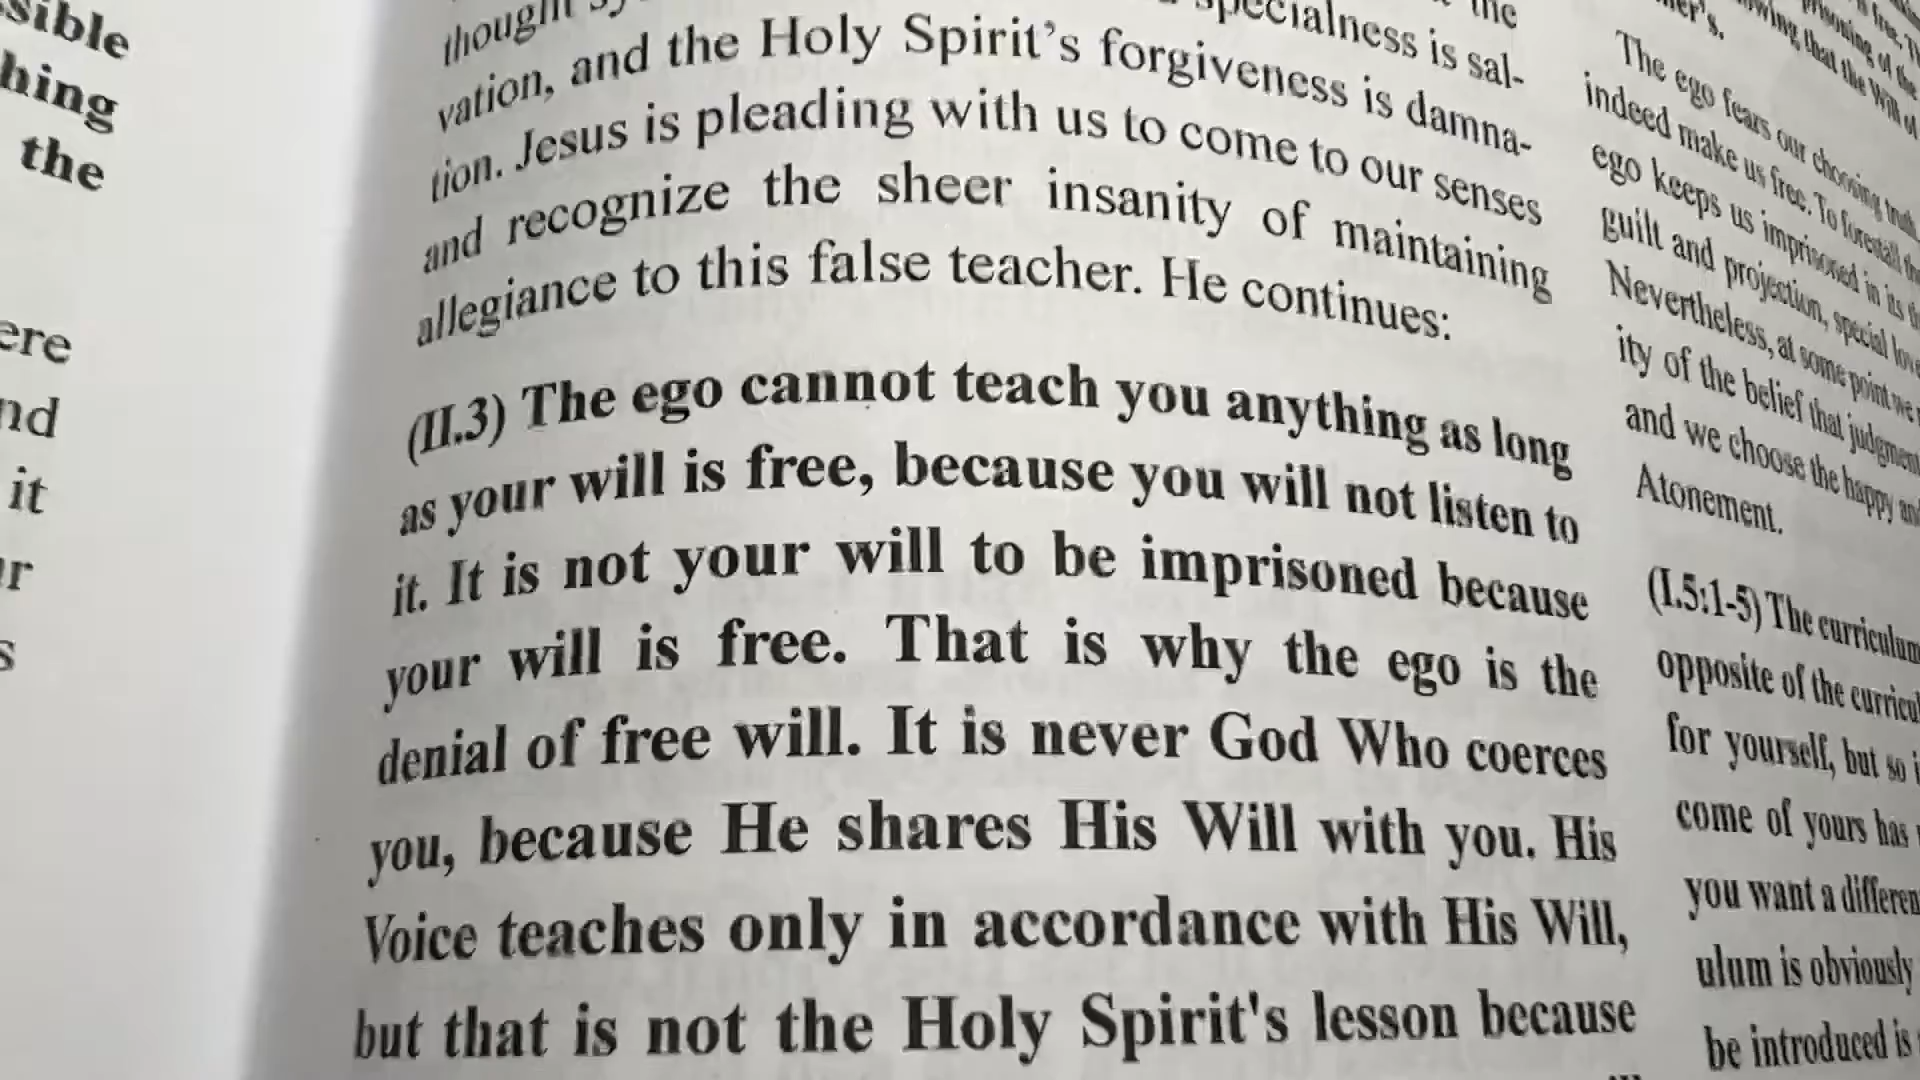 sible
hing
the
ere
nd
it
r
s
specialness is sal-
vation, and the Holy Spirit's forgiveness is damna-
tion. Jesus is pleading with us to come to our senses
and recognize the sheer insanity of maintaining
allegiance to this false teacher. He continues:
(II.3) The ego cannot teach you anything as long
as your will is free, because you will not listen to
it. It is not your will to be imprisoned because
your will is free. That is why the ego is the
denial of free will. It is never God Who coerces
you, because He shares His Will with you. His
Voice teaches only in accordance with His Will,
but that is not the Holy Spirit's lesson because
The ego fears our choosing truth
indeed make us free. To forestall
ego keeps us imprisoned in its
guilt and projection, special love
Nevertheless, at some point we
ity of the belief that judgment
and we choose the happy
Atonement.
(I.5:1-5) The curriculum
opposite of the
for yourself, but so
come of yours has
you want a
ulum is obviously
be introduced is